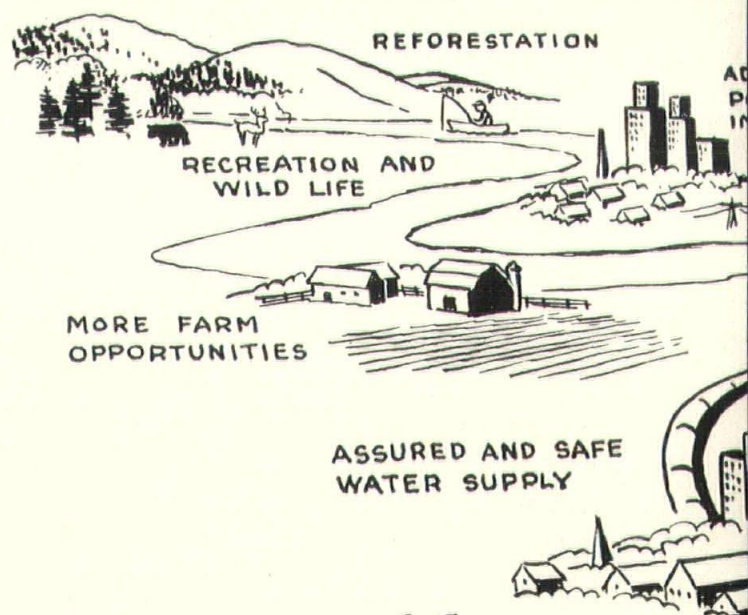 REFORESTATION
RECREATION AND
WILD LIFE
MORE FARM
OPPORTUNITIES
ASSURED AND SAFE
WATER SUPPLY